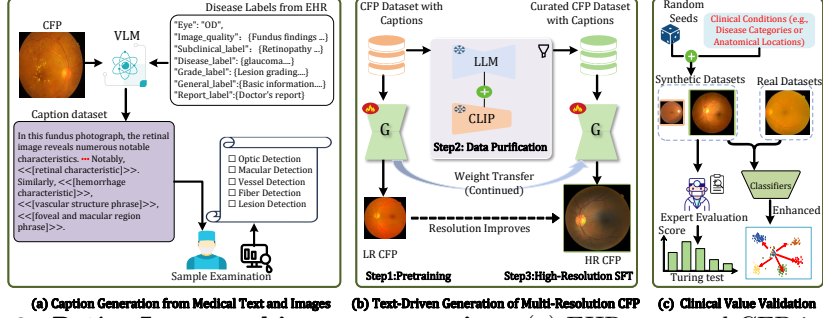 CFP
VLM
Disease Labels from EHR
"Eye": "OD",
"Image_quality": {Fundus findings ...}
"Subclinical_label": {Retinopathy ...}
"Disease_label": {glaucoma....}
"Grade_label": {Lesion grading....}
"General_label":{Basic information....}
"Report_label":{Doctor's report}
Caption dataset
In this fundus photograph, the retinal
image reveals numerous notable
characteristics. ••• Notably,
<<[retinal characteristic]>>.
Similarly, <<[hemorrhage
characteristic]>>,
<<[vascular structure phrase]>>,
<<[foveal and macular region
phrase]>>.
☐ Optic Detection
☐ Macular Detection
☐ Vessel Detection
☐ Fiber Detection
☐ Lesion Detection
Sample Examination
(a) Caption Generation from Medical Text and Images
CFP Dataset with
Captions
Curated CFP Dataset
with Captions
LLM
CLIP
Step2: Data Purification
G
G
Weight Transfer
(Continued)
Resolution Improves
LR CFP
HR CFP
Step1:Pretraining
Step3:High-Resolution SFT
(b) Text-Driven Generation of Multi-Resolution CFP
Random
Seeds
Clinical Conditions (e.g.,
Disease Categories or
Anatomical Locations)
Synthetic Datasets
Real Datasets
Expert Evaluation
Classifiers
Enhanced
Score
Turing test
(c) Clinical Value Validation